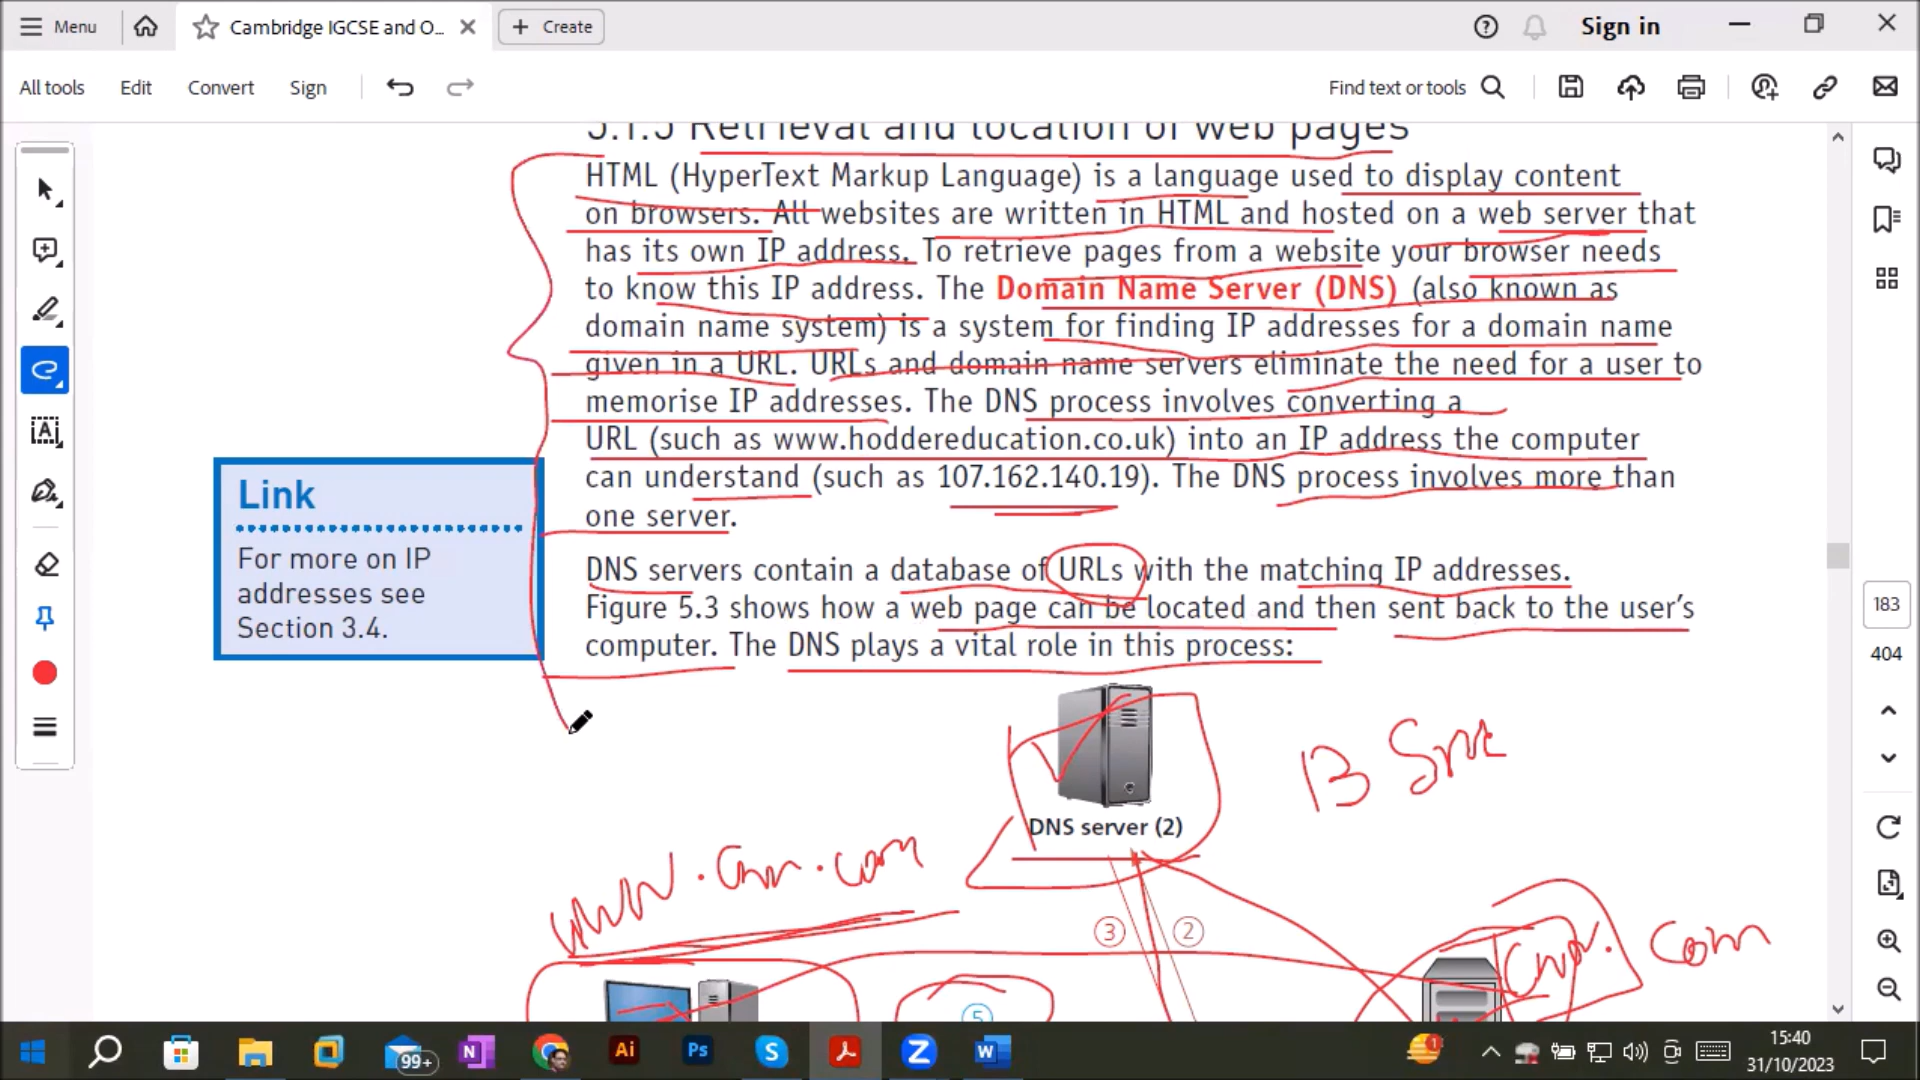 Menu
Cambridge IGCSE and O...
Create
Sign in
All tools
Edit
Convert
Sign
Find text or tools
5.1.5 Retrieval and location of web pages
HTML (HyperText Markup Language) is a language used to display content
on browsers. All websites are written in HTML and hosted on a web server that
has its own IP address. To retrieve pages from a website your browser needs
to know this IP address. The Domain Name Server (DNS) (also known as
domain name system) is a system for finding IP addresses for a domain name
given in a URL. URLs and domain name servers eliminate the need for a user to
memorise IP addresses. The DNS process involves converting a
URL (such as www.hoddereducation.co.uk) into an IP address the computer
can understand (such as 107.162.140.19). The DNS process involves more than
one server.
Link
For more on IP
addresses see
Section 3.4.
DNS servers contain a database of URLs with the matching IP addresses.
Figure 5.3 shows how a web page can be located and then sent back to the user's
computer. The DNS plays a vital role in this process:
DNS server (2)
www.cnn.com
3
2
5
com
183
404
99+
N
Ai
Ps
S
Z
W
1
15:40
31/10/2023